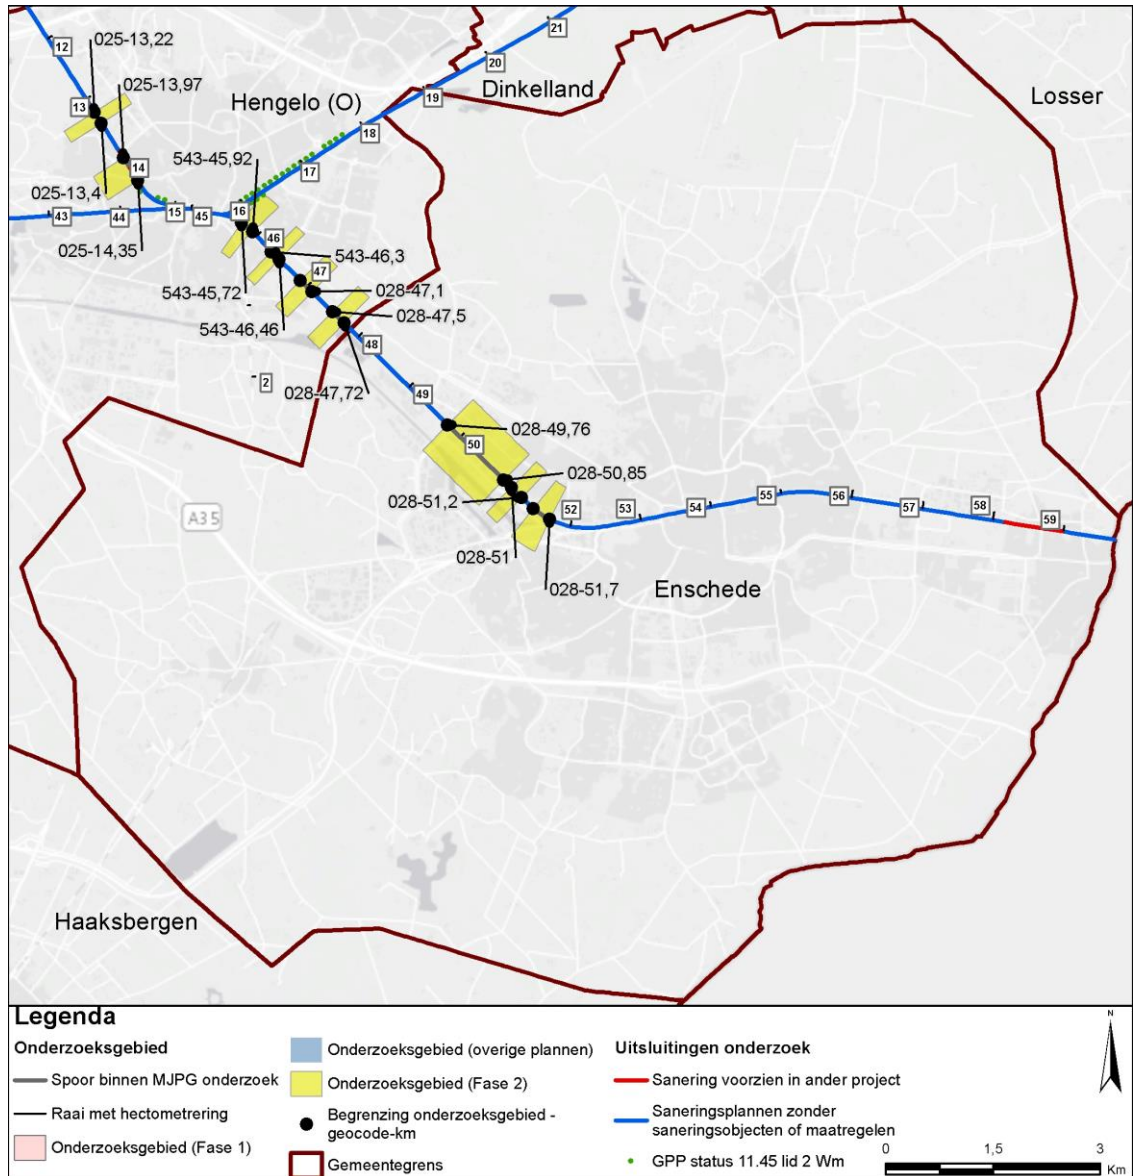 21
12
025-13,22
20
025-13,97
Dinkelland
19
Losser
Hengelo (O)
13
18
543-45,92
14
17
025-13,4
43
44
15
45
16
025-14,35
46
543-46,3
47
543-45,72
028-47,1
028-47,5
543-46,46
48
2
028-47,72
49
028-49,76
50
028-50,85
028-51,2
52
53
54
55
56
57
58
59
A35
028-51
028-51,7
Enschede
Haaksbergen
Legenda
Onderzoeksgebied
Spoor binnen MJPG onderzoek
Raai met hectometrering
Onderzoeksgebied (Fase 1)
Onderzoeksgebied (overige plannen)
Onderzoeksgebied (Fase 2)
Begrenzing onderzoeksgebied -
geocode-km
Gemeentegrens
Uitsluitingen onderzoek
Sanering voorzien in ander project
Saneringsplannen zonder
saneringsobjecten of maatregelen
GPP status 11.45 lid 2 Wm
N
0 1,5 3
Km